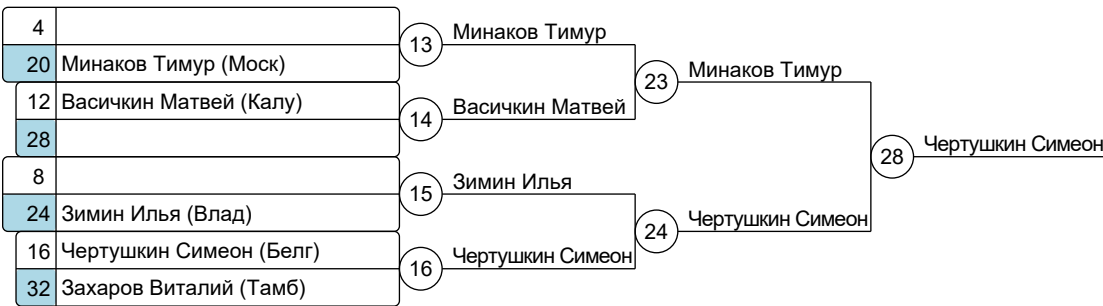 4
20 Минаков Тимур (Моск)
12 Васичкин Матвей (Калу)
28
8
24 Зимин Илья (Влад)
16 Чертушкин Симеон (Белг)
32 Захаров Виталий (Тамб)
13 Минаков Тимур
14 Васичкин Матвей
15 Зимин Илья
16 Чертушкин Симеон
23 Минаков Тимур
24 Чертушкин Симеон
28 Чертушкин Симеон